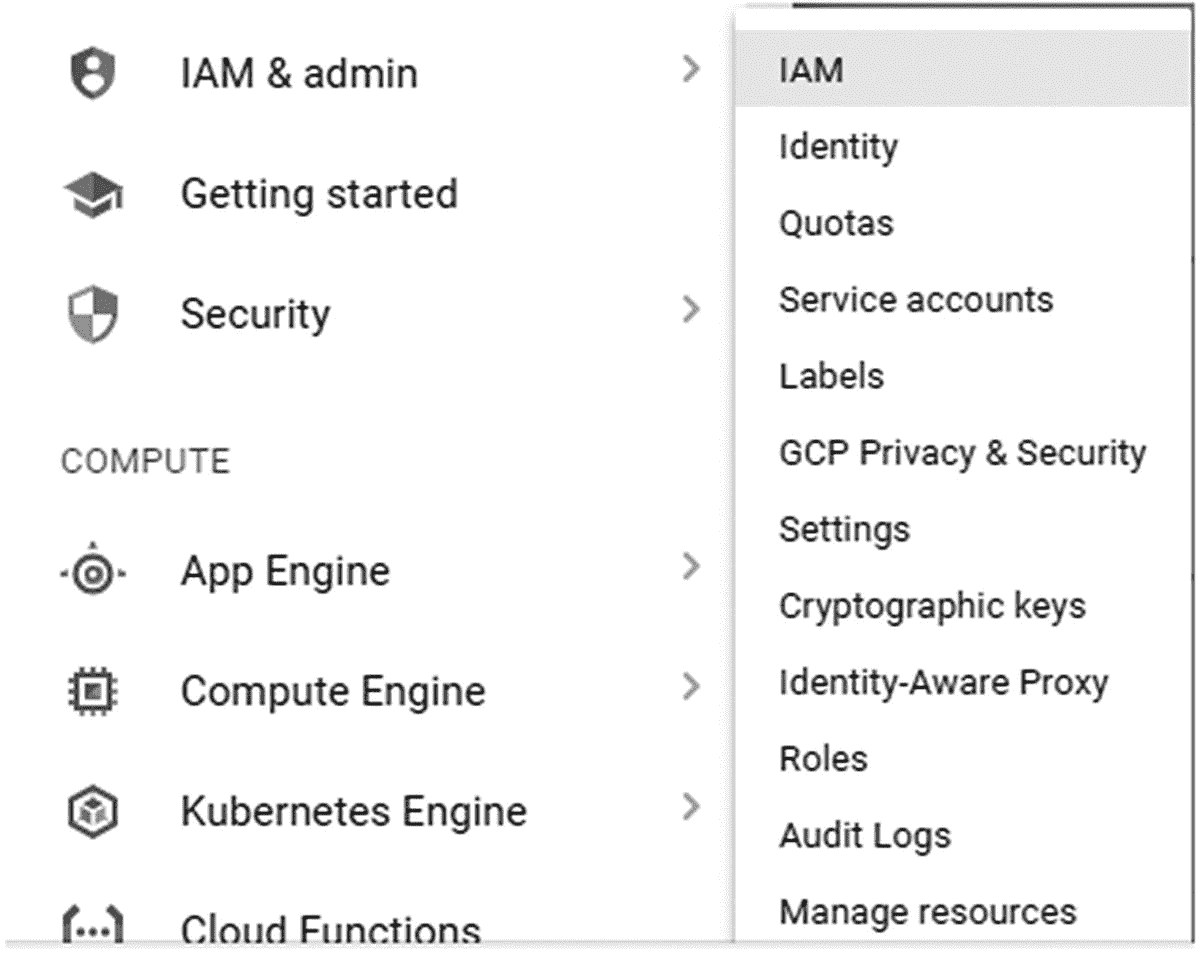 IAM & admin
Getting started
Security
COMPUTE
App Engine
Compute Engine
Kubernetes Engine
Cloud Functions
IAM
Identity
Quotas
Service accounts
Labels
GCP Privacy & Security
Settings
Cryptographic keys
Identity-Aware Proxy
Roles
Audit Logs
Manage resources